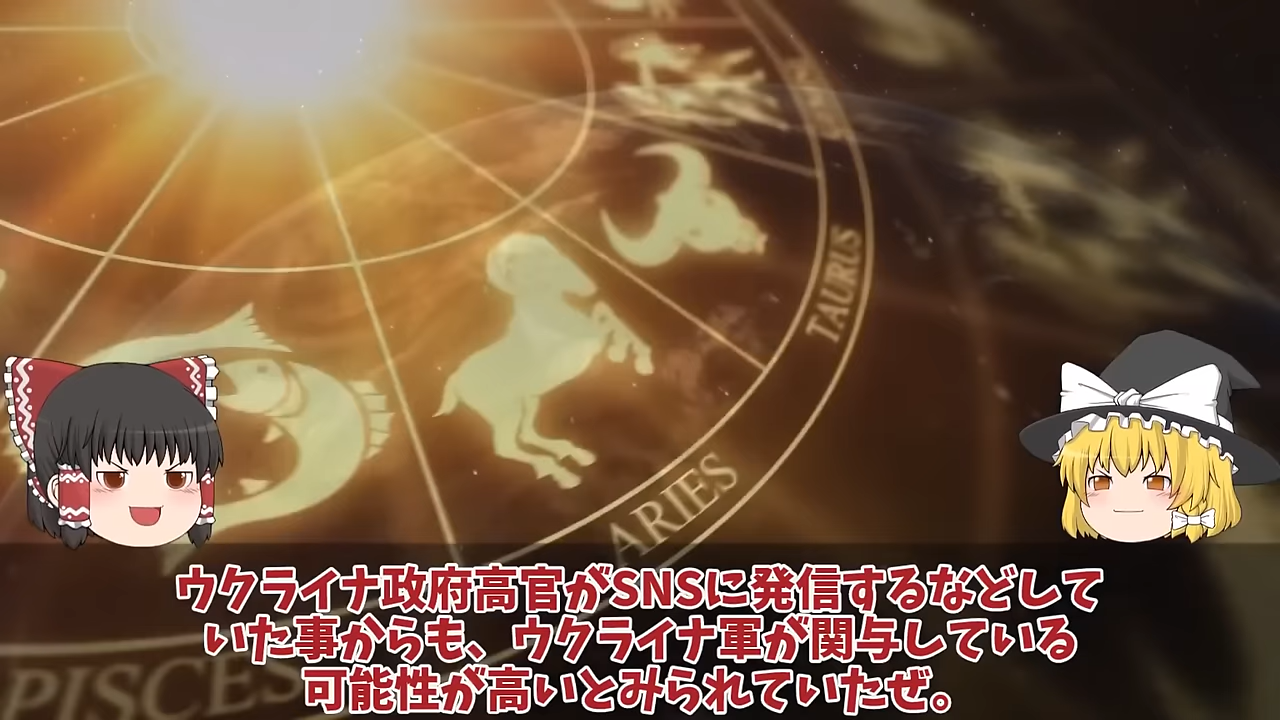 TAURUS
ARIES
PISCES
ウクライナ政府高官がSNSに発信するなどして
いた事からも、ウクライナ軍が関与している
可能性が高いとみられていたぜ。